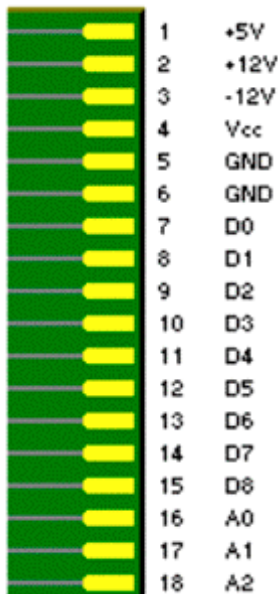 1 +5V
2 +12V
3 -12V
4 Vcc
5 GND
6 GND
7 D0
8 D1
9 D2
10 D3
11 D4
12 D5
13 D6
14 D7
15 D8
16 A0
17 A1
18 A2